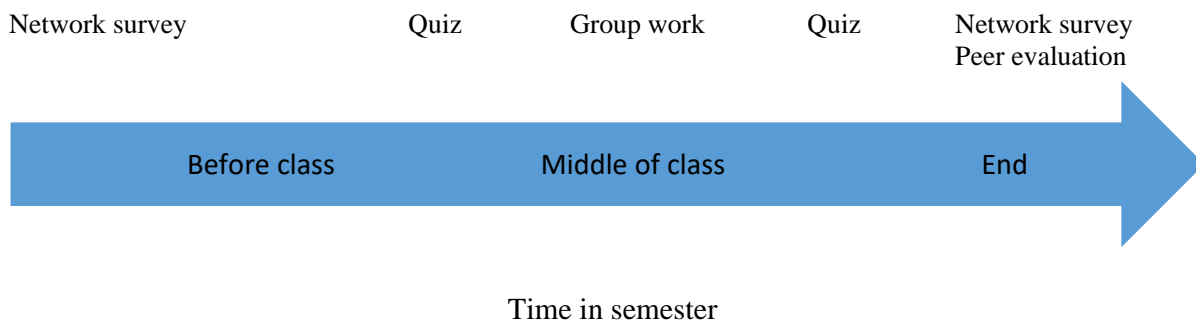 Network survey Quiz Group work Quiz Network survey
Peer evaluation
Before class Middle of class End
Time in semester